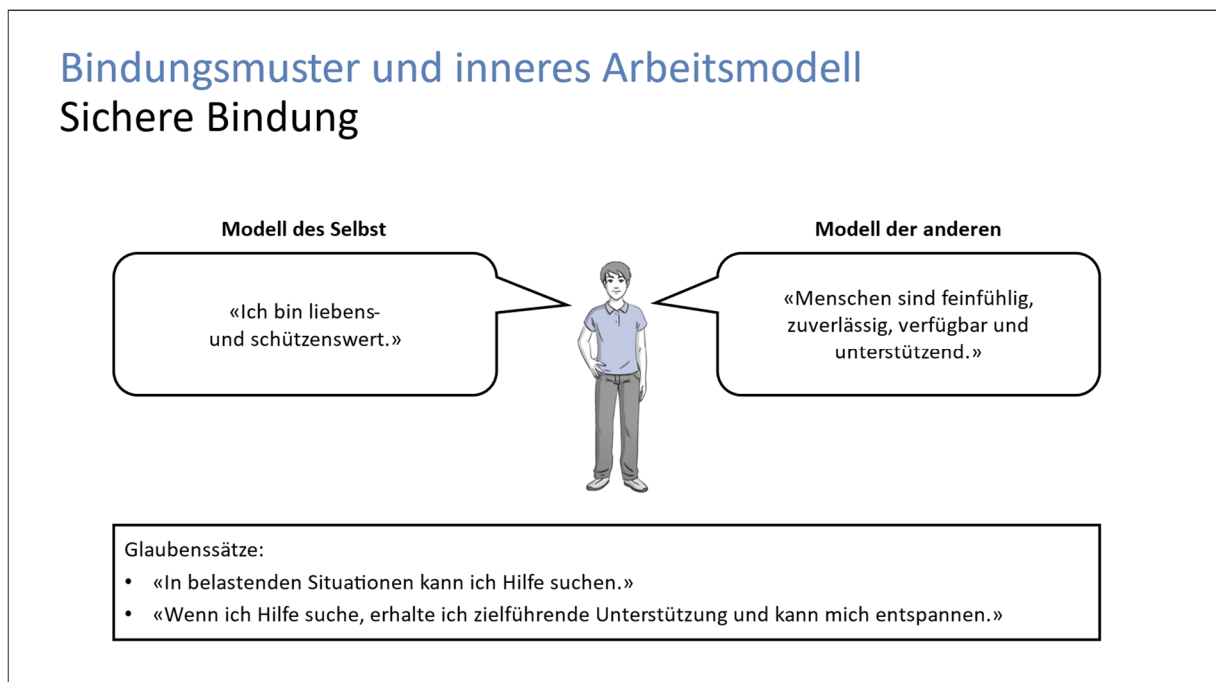 Bindungsmuster und inneres Arbeitsmodell
Sichere Bindung
Modell des Selbst
«Ich bin liebens-
und schützenswert.»
Modell der anderen
«Menschen sind feinfühlig,
zuverlässig, verfügbar und
unterstützend.»
Glaubenssätze:
• «In belastenden Situationen kann ich Hilfe suchen.»
• «Wenn ich Hilfe suche, erhalte ich zielführende Unterstützung und kann mich entspannen.»